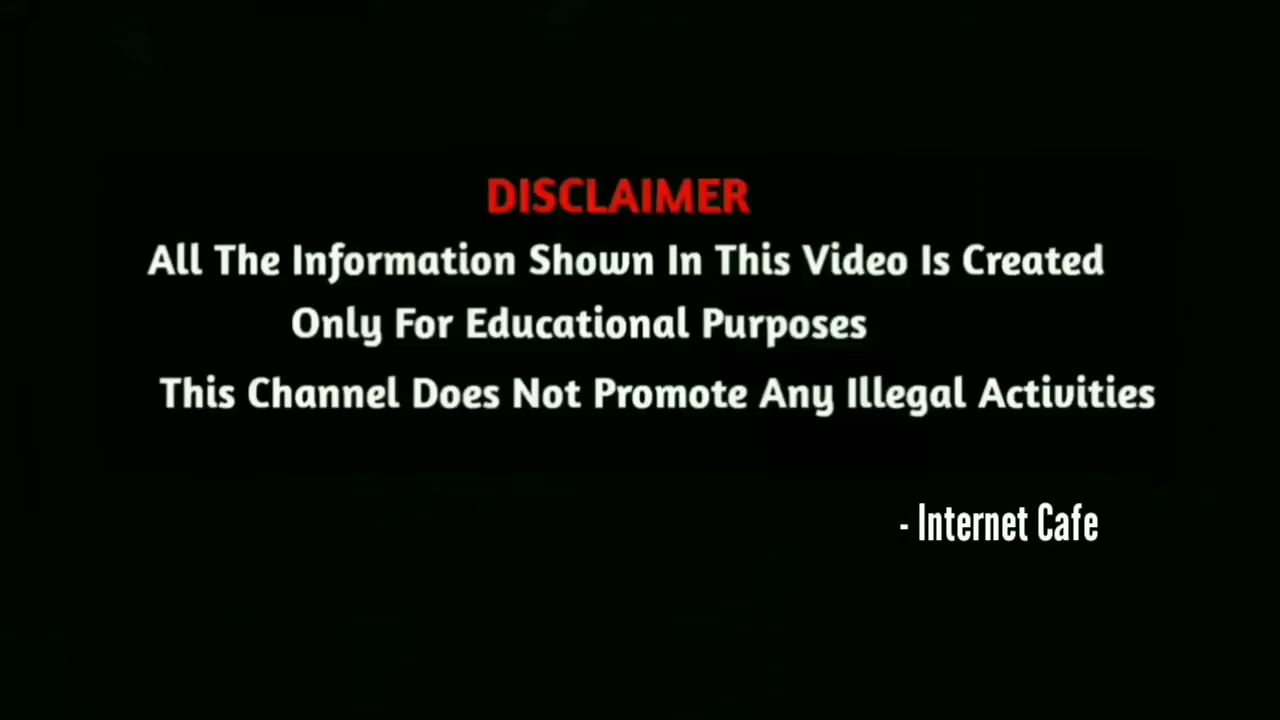 DISCLAIMER
All The Information Shown In This Video Is Created
Only For Educational Purposes
This Channel Does Not Promote Any Illegal Activities
- Internet Cafe